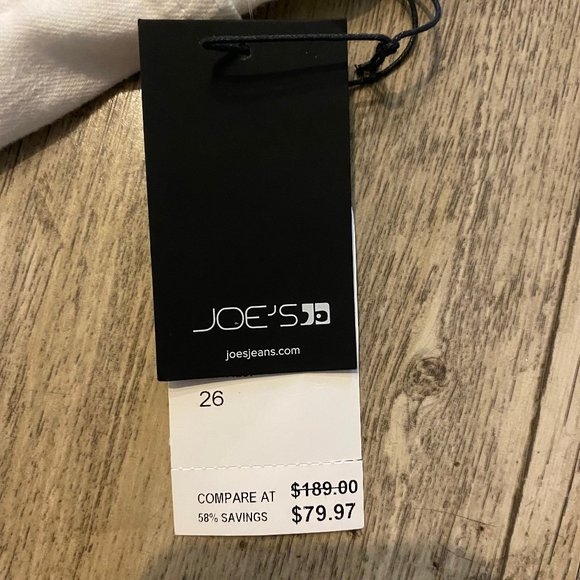 JOE'S
joesjeans.com
26
COMPARE AT $189.00
58% SAVINGS $79.97